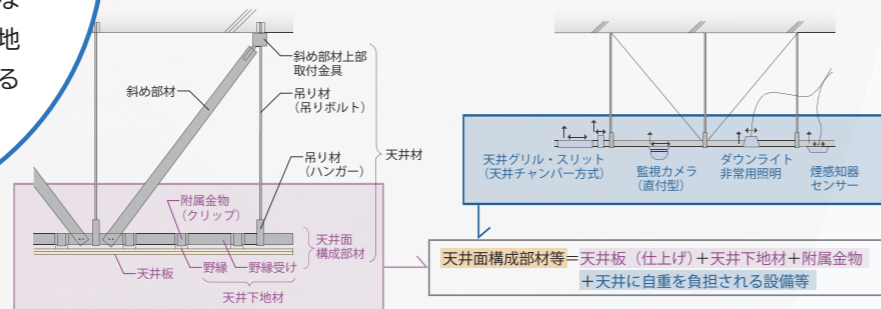 地
る
斜め部材上部
取付金具
斜め部材
吊り材
(吊りボルト)
吊り材
(ハンガー)
天井材
附属金物
(クリップ)
天井面
構成部材
野縁
野縁受け
天井板
天井下地材
天井グリル・スリット
(天井チャンバー方式)
監視カメラ
(直付型)
ダウンライト
非常用照明
煙感知器
センサー
天井面構成部材等=天井板(仕上げ)+天井下地材+附属金物
+天井に自重を負担される設備等